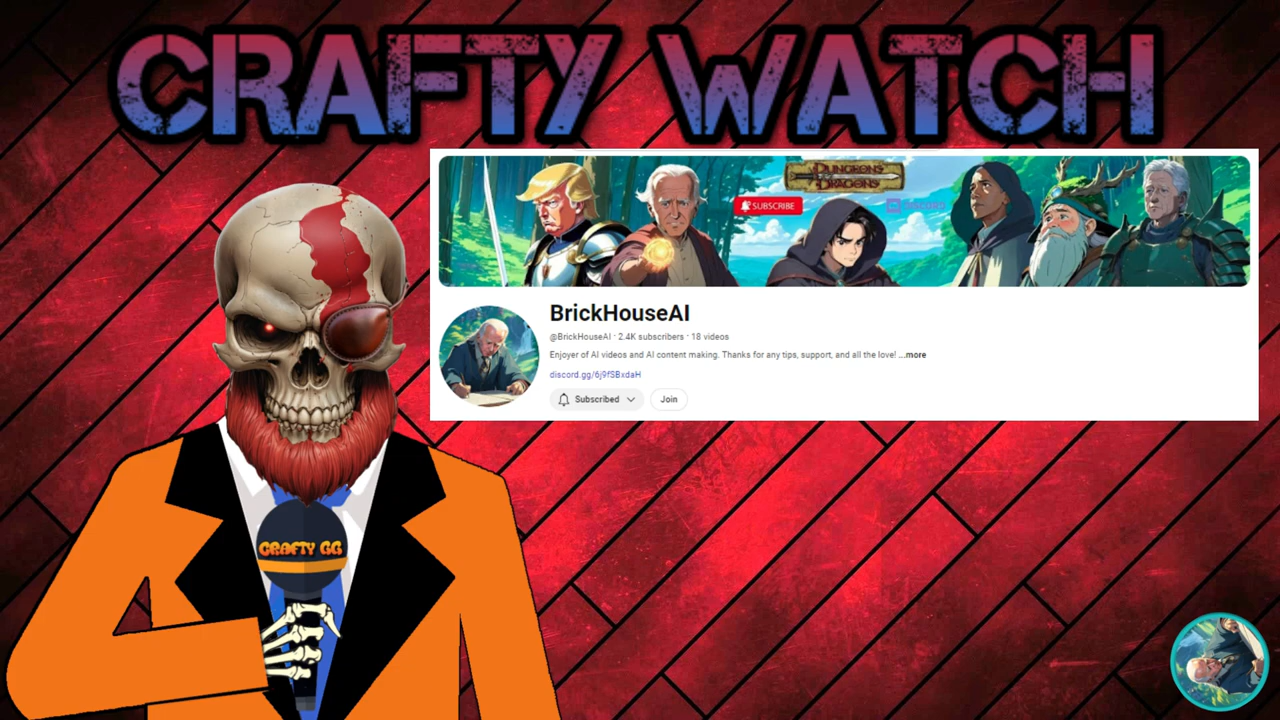 CRAFTY WATCH
DUNGEONS
DRAGONS
SUBSCRIBE
DISCORD
BrickHouseAI
@BrickHouseAI · 2.4K subscribers · 18 videos
Enjoyer of AI videos and AI content making. Thanks for any tips, support, and all the love! ...more
discord.gg/6j9fSBxdaH
Subscribed
Join
CRAFTY GG